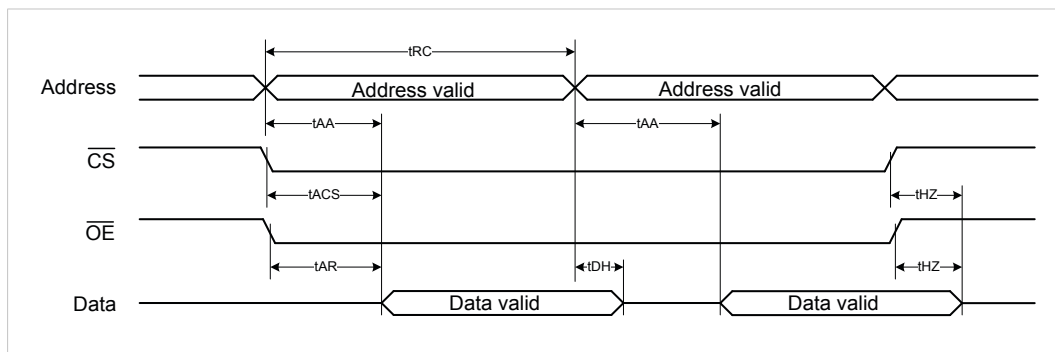 tRC
Address
Address valid
Address valid
tAA
tAA
CS
tACS
tHZ
OE
tAR
tDH
tHZ
Data
Data valid
Data valid